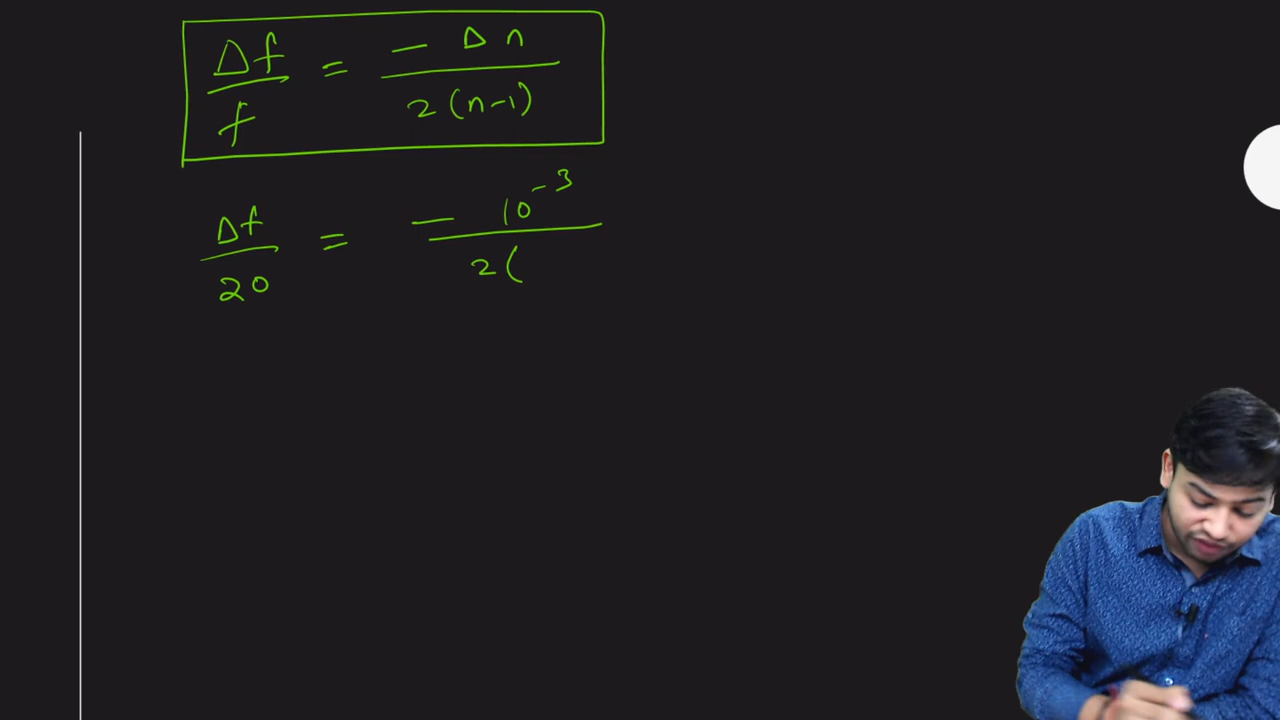 Δf/f = - Δn/2(n-1)
Δf/20 = - 10^-3/2(